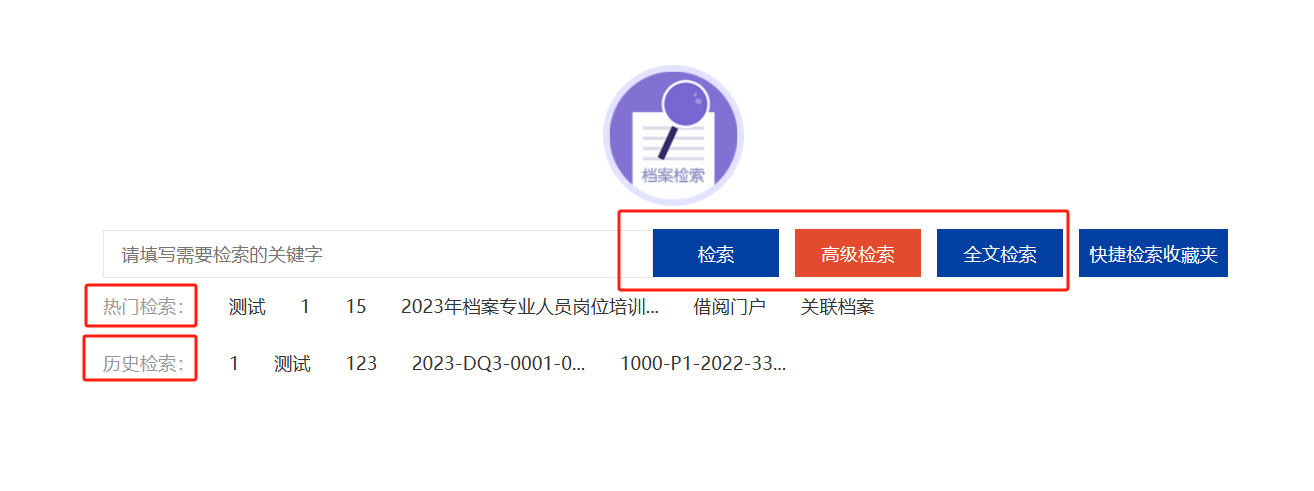 档案检索
请填写需要检索的关键字 检索 高级检索 全文检索 快捷检索收藏夹
热门检索： 测试 1 15 2023年档案专业人员岗位培训... 借阅门户 关联档案
历史检索： 1 测试 123 2023-DQ3-0001-0... 1000-P1-2022-33...